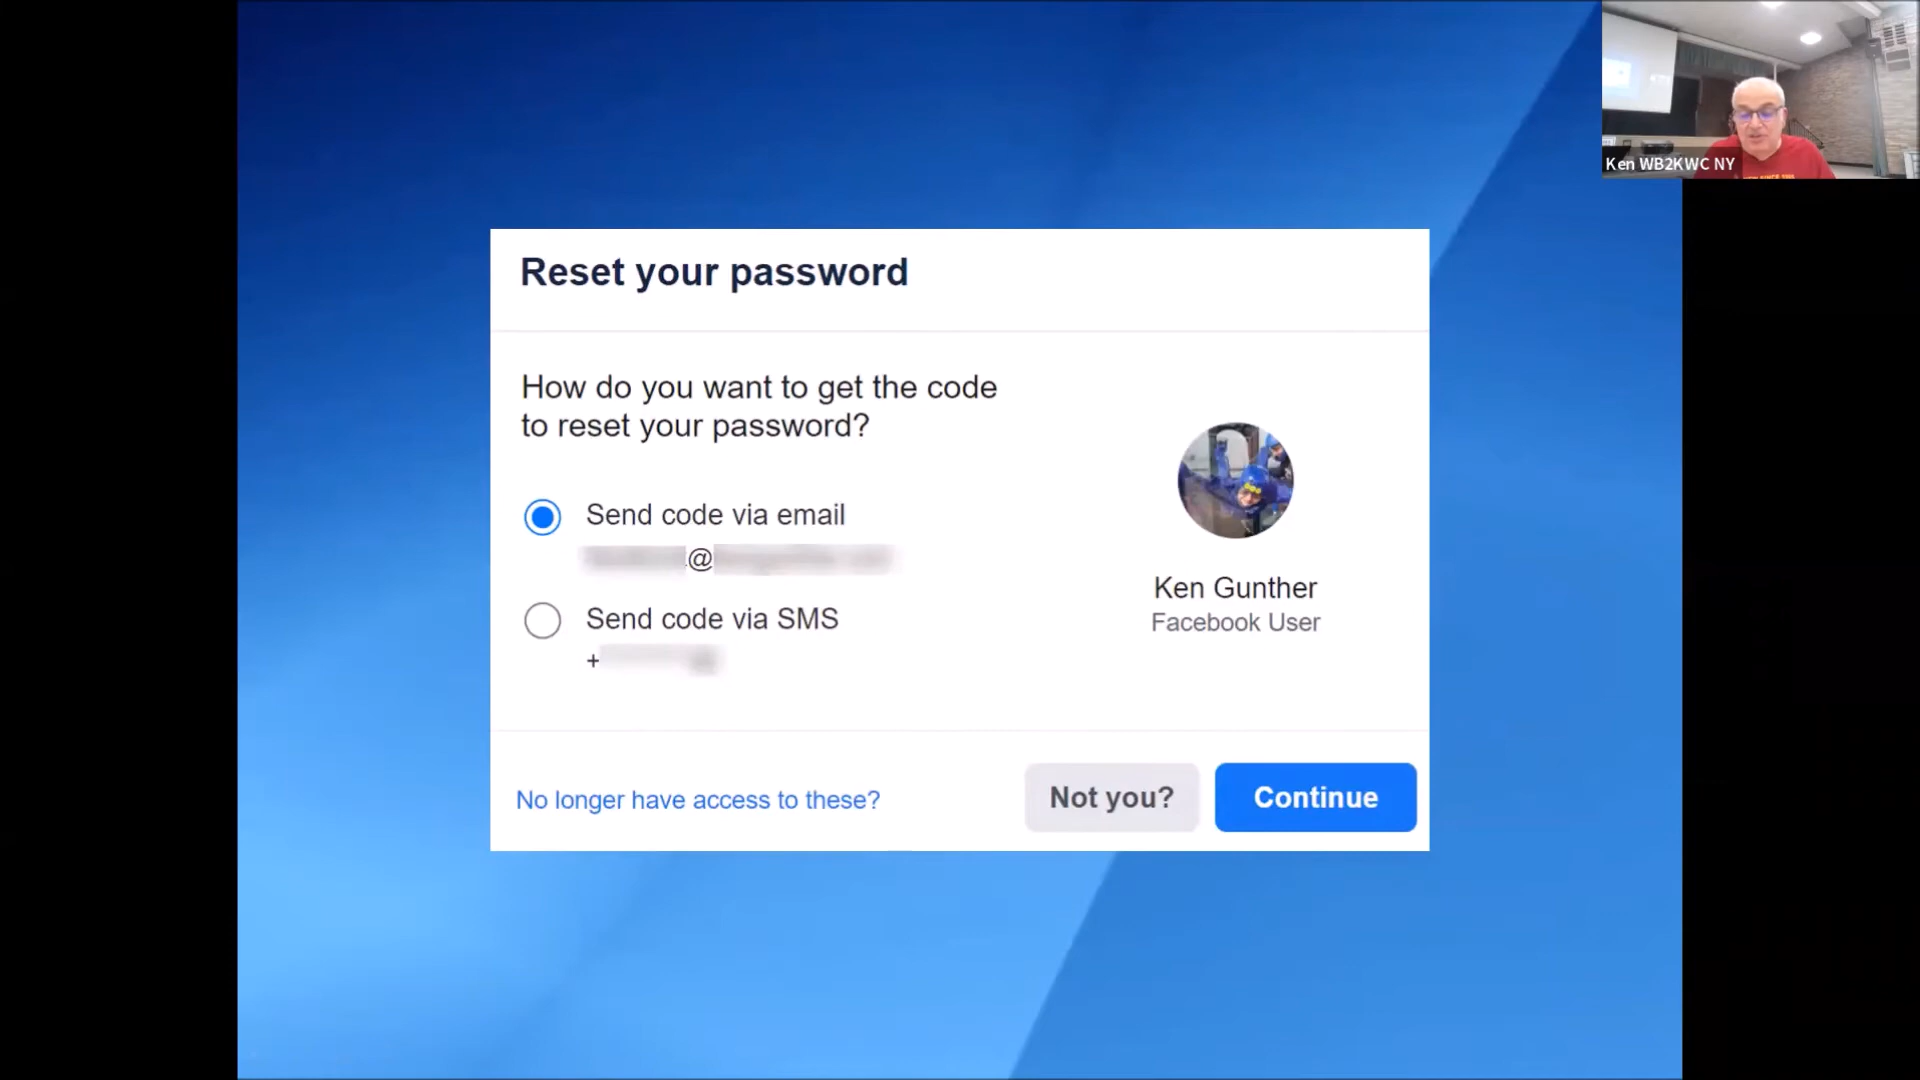 Ken WB2KWC NY
Reset your password
How do you want to get the code
to reset your password?
Send code via email
@
Send code via SMS
+
Ken Gunther
Facebook User
No longer have access to these?
Not you?
Continue